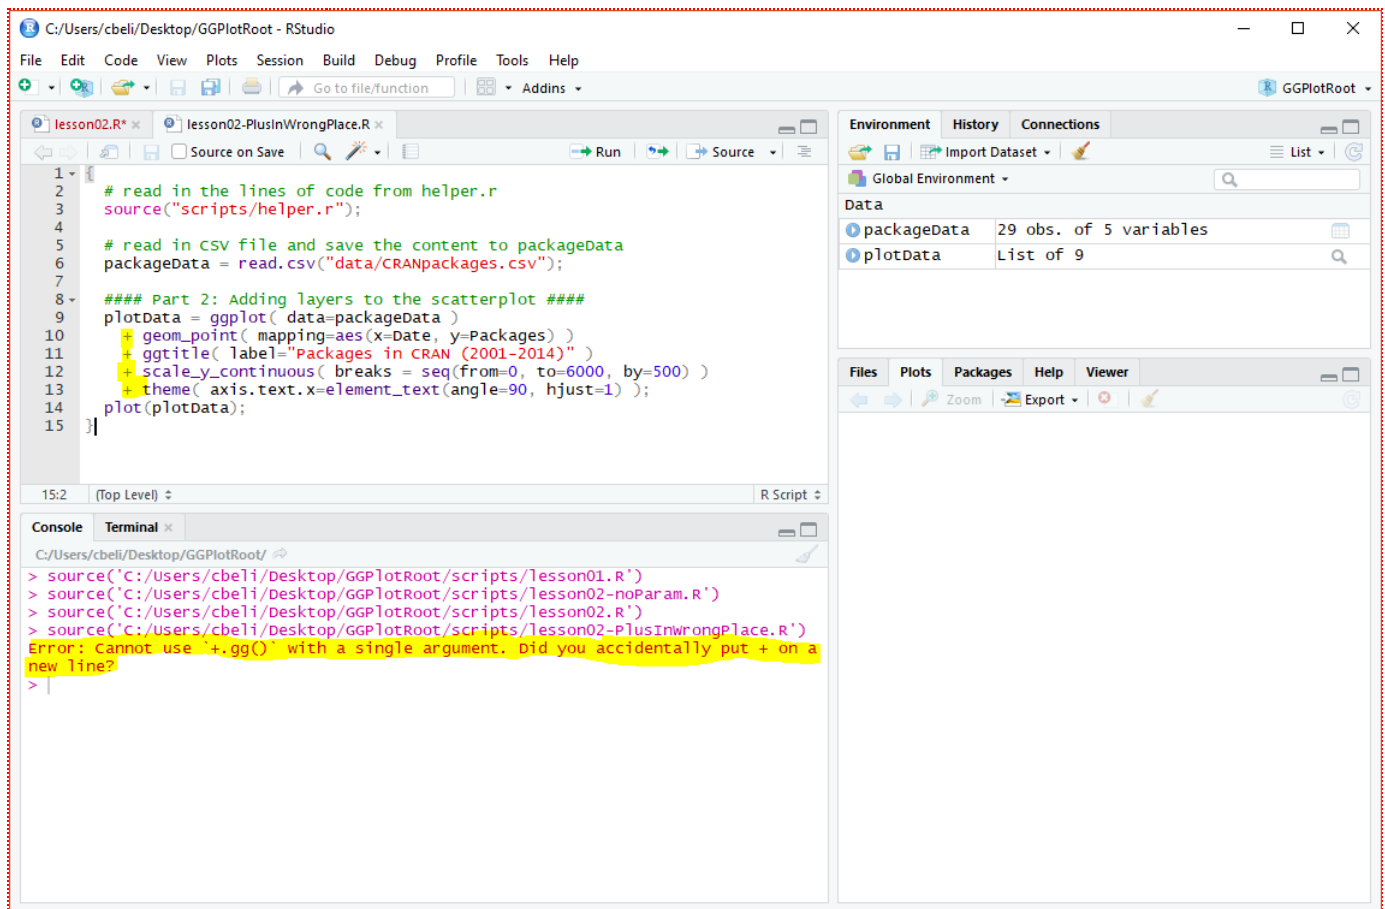 C:/Users/cbeli/Desktop/GGPlotRoot - RStudio
File Edit Code View Plots Session Build Debug Profile Tools Help
Go to file/function Addins GGPlotRoot
lesson02.R* lesson02-PlusInWrongPlace.R
Source on Save Run Source
1 {
2 # read in the lines of code from helper.r
3 source("scripts/helper.r");
4
5 # read in CSV file and save the content to packageData
6 packageData = read.csv("data/CRANpackages.csv");
7
8 #### Part 2: Adding layers to the scatterplot ####
9 plotData = ggplot( data=packageData )
10 + geom_point( mapping=aes(x=Date, y=Packages) )
11 + ggtitle( label="Packages in CRAN (2001-2014)" )
12 + scale_y_continuous( breaks = seq(from=0, to=6000, by=500) )
13 + theme( axis.text.x=element_text(angle=90, hjust=1) );
14 plot(plotData);
15 }
15:2 (Top Level) R Script
Console Terminal
C:/Users/cbeli/Desktop/GGPlotRoot/
> source('C:/Users/cbeli/Desktop/GGPlotRoot/scripts/lesson01.R')
> source('C:/Users/cbeli/Desktop/GGPlotRoot/scripts/lesson02-noParam.R')
> source('C:/Users/cbeli/Desktop/GGPlotRoot/scripts/lesson02.R')
> source('C:/Users/cbeli/Desktop/GGPlotRoot/scripts/lesson02-PlusInWrongPlace.R')
Error: Cannot use `+.gg()` with a single argument. Did you accidentally put + on a
new line?
>
Environment History Connections
Import Dataset List
Global Environment
Data
packageData 29 obs. of 5 variables
plotData List of 9
Files Plots Packages Help Viewer
Zoom Export